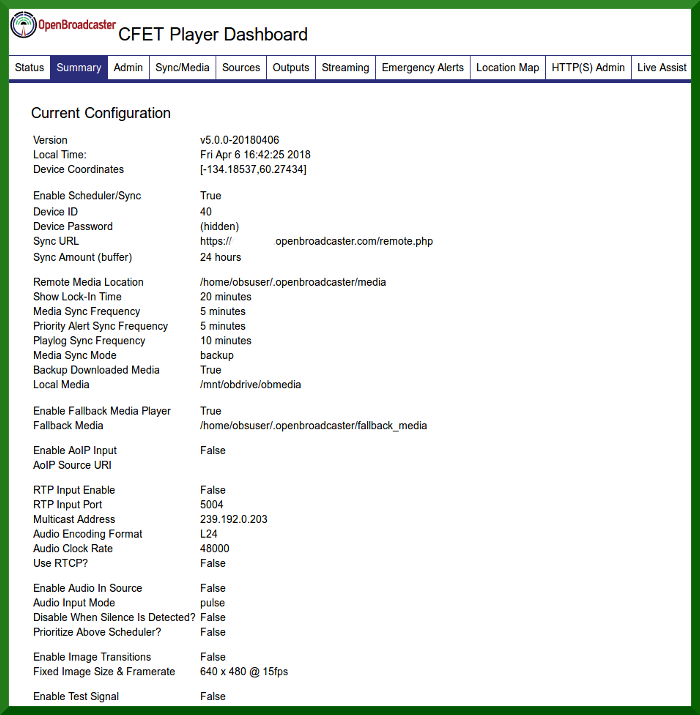 OpenBroadcaster CFET Player Dashboard
Status Summary Admin Sync/Media Sources Outputs Streaming Emergency Alerts Location Map HTTP(S) Admin Live Assist
Current Configuration
Version v5.0.0-20180406
Local Time: Fri Apr 6 16:42:25 2018
Device Coordinates [-134.18537,60.27434]
Enable Scheduler/Sync True
Device ID 40
Device Password (hidden)
Sync URL https:// .openbroadcaster.com/remote.php
Sync Amount (buffer) 24 hours
Remote Media Location /home/obsuser/.openbroadcaster/media
Show Lock-In Time 20 minutes
Media Sync Frequency 5 minutes
Priority Alert Sync Frequency 5 minutes
Playlog Sync Frequency 10 minutes
Media Sync Mode backup
Backup Downloaded Media True
Local Media /mnt/obdrive/obmedia
Enable Fallback Media Player True
Fallback Media /home/obsuser/.openbroadcaster/fallback_media
Enable AoIP Input False
AoIP Source URI
RTP Input Enable False
RTP Input Port 5004
Multicast Address 239.192.0.203
Audio Encoding Format L24
Audio Clock Rate 48000
Use RTCP? False
Enable Audio In Source False
Audio Input Mode pulse
Disable When Silence Is Detected? False
Prioritize Above Scheduler? False
Enable Image Transitions False
Fixed Image Size & Framerate 640 x 480 @ 15fps
Enable Test Signal False